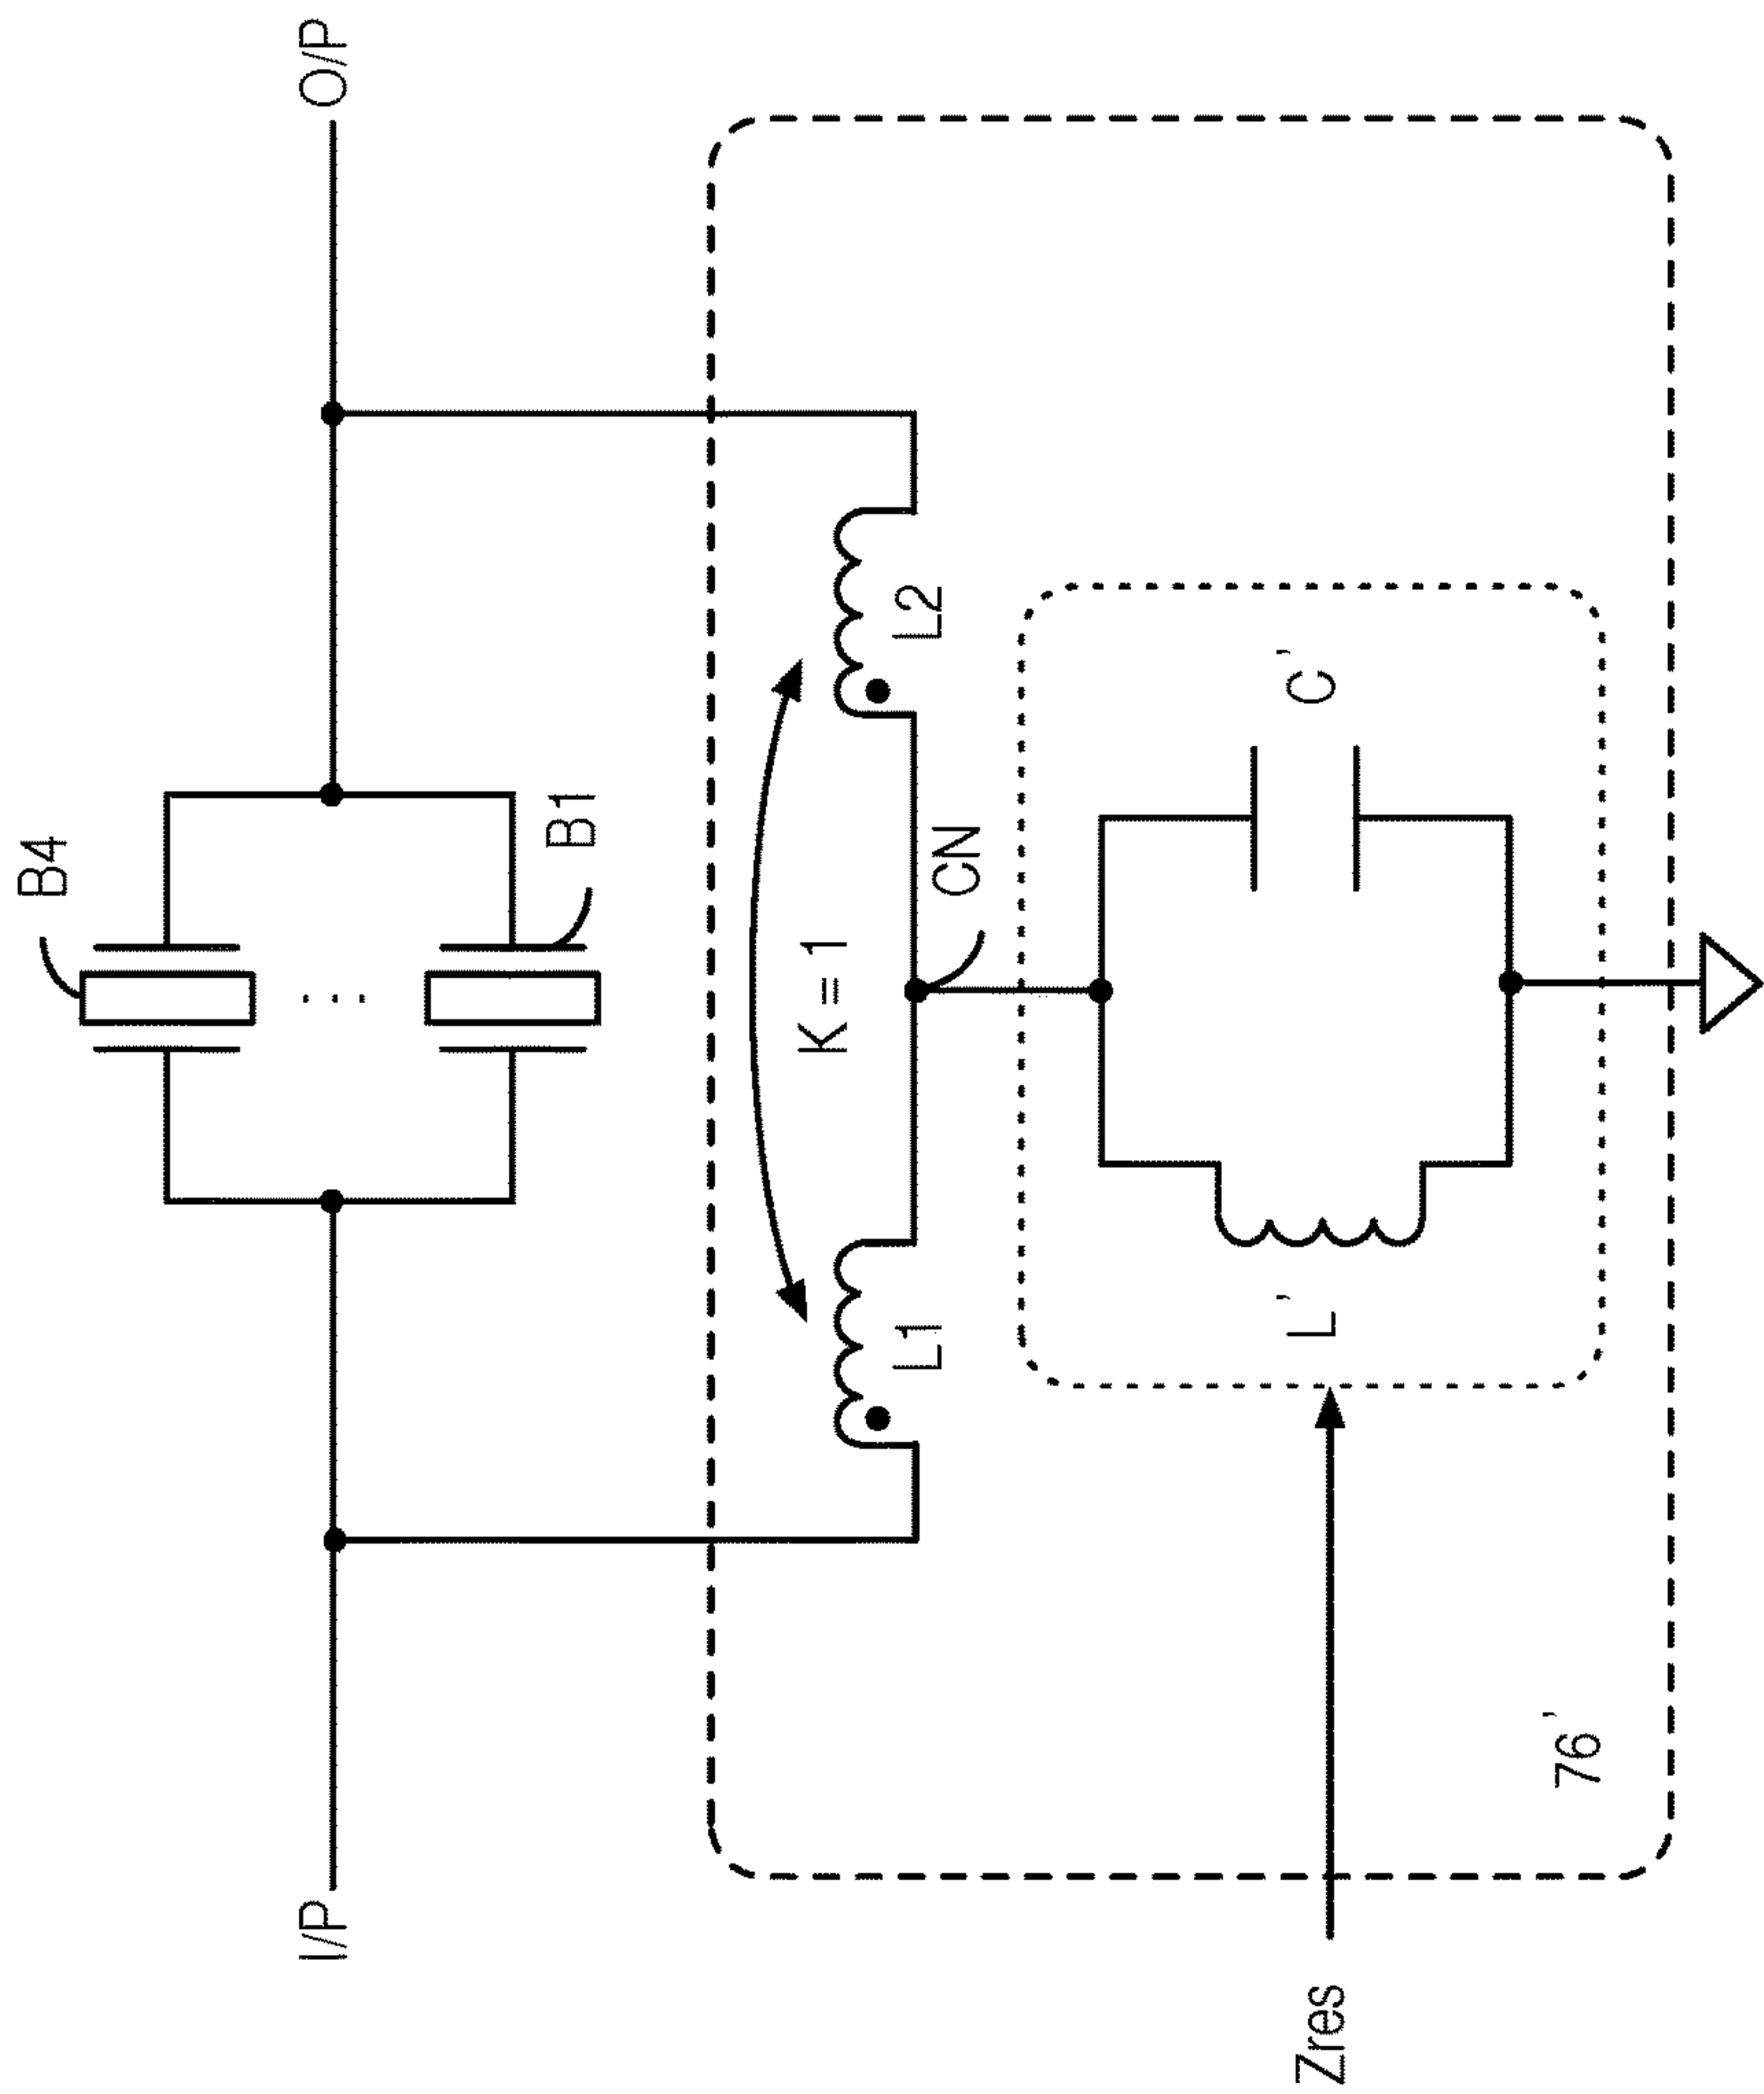 B4
⋮
B1
I/P
O/P
K = 1
L1
L2
CN
L'
C'
Zres
76'